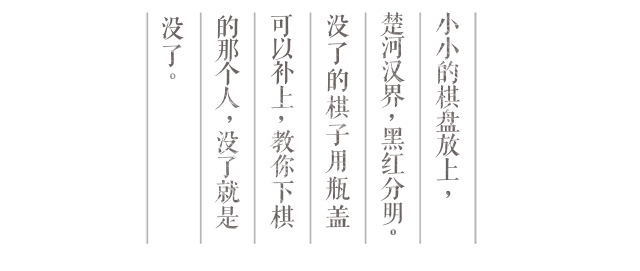 小小的棋盘放上，
楚河汉界，黑红分明。
没了的棋子用瓶盖
可以补上，教你下棋
的那个人，没了就是
没了。